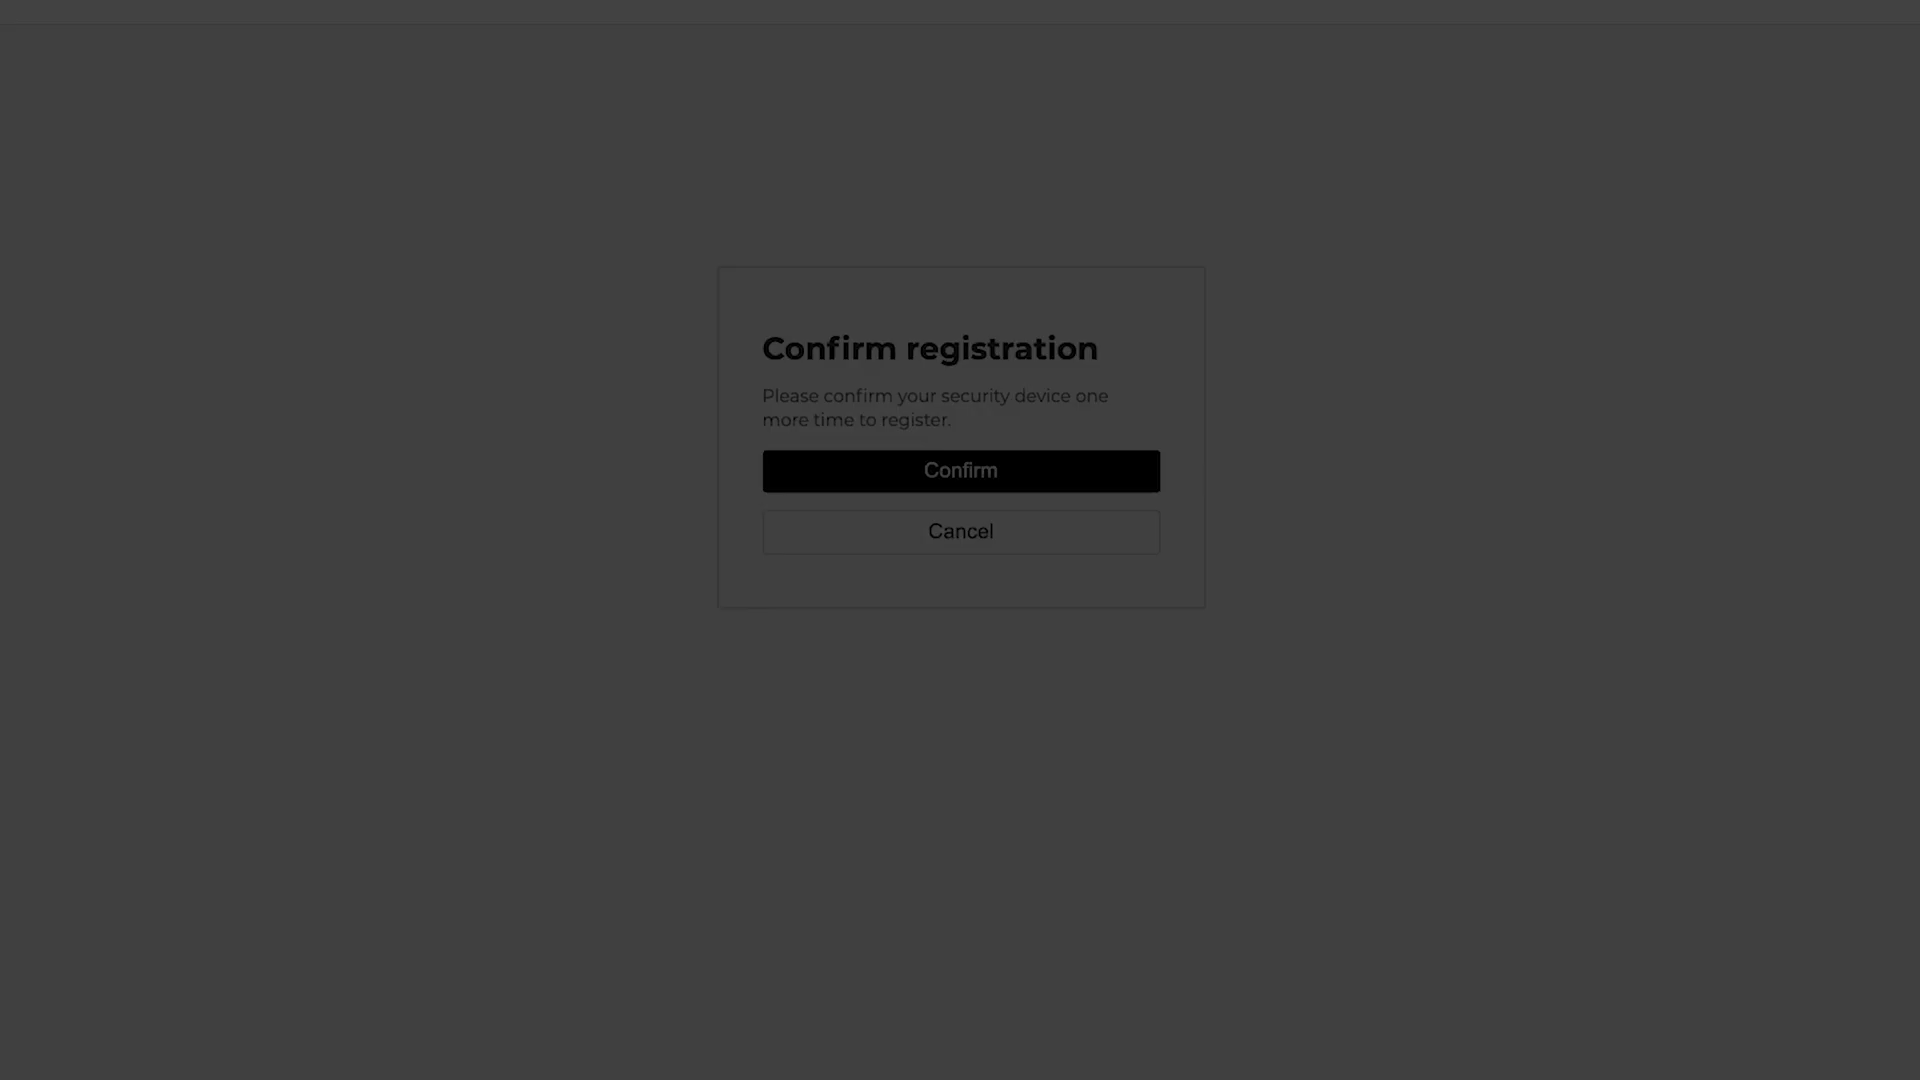 Confirm registration
Please confirm your security device one
more time to register.
Confirm
Cancel